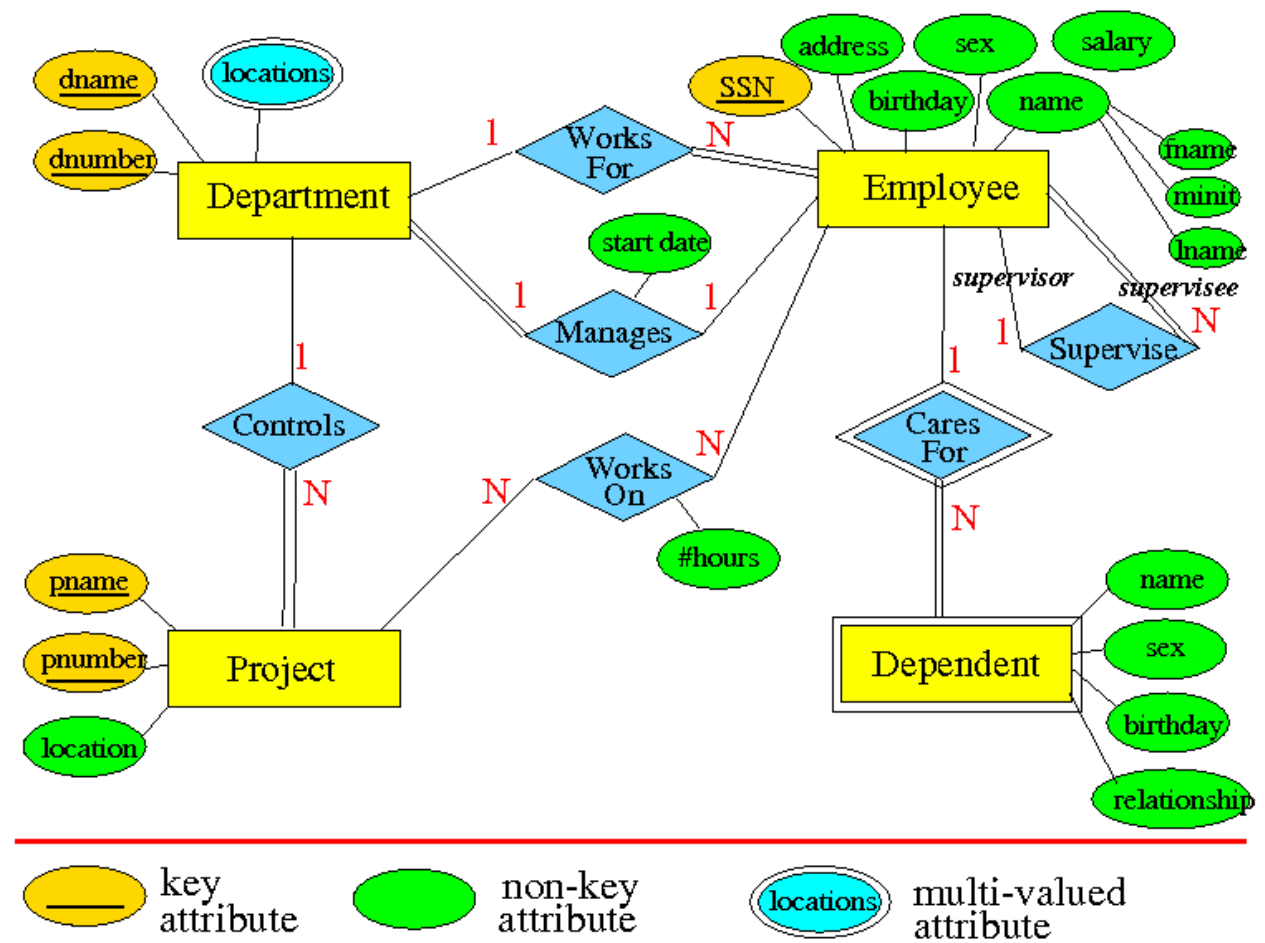 address
sex
salary
dname
locations
SSN
birthday
name
dnumber
1
Works
For
N
fname
minit
lname
Department
Employee
start date
supervisor
supervisee
1
Manages
1
1
Supervise
N
1
Controls
N
1
Cares
For
N
N
Works
On
N
#hours
pname
pnumber
location
Project
Dependent
name
sex
birthday
relationship
key
attribute
non-key
attribute
locations
multi-valued
attribute